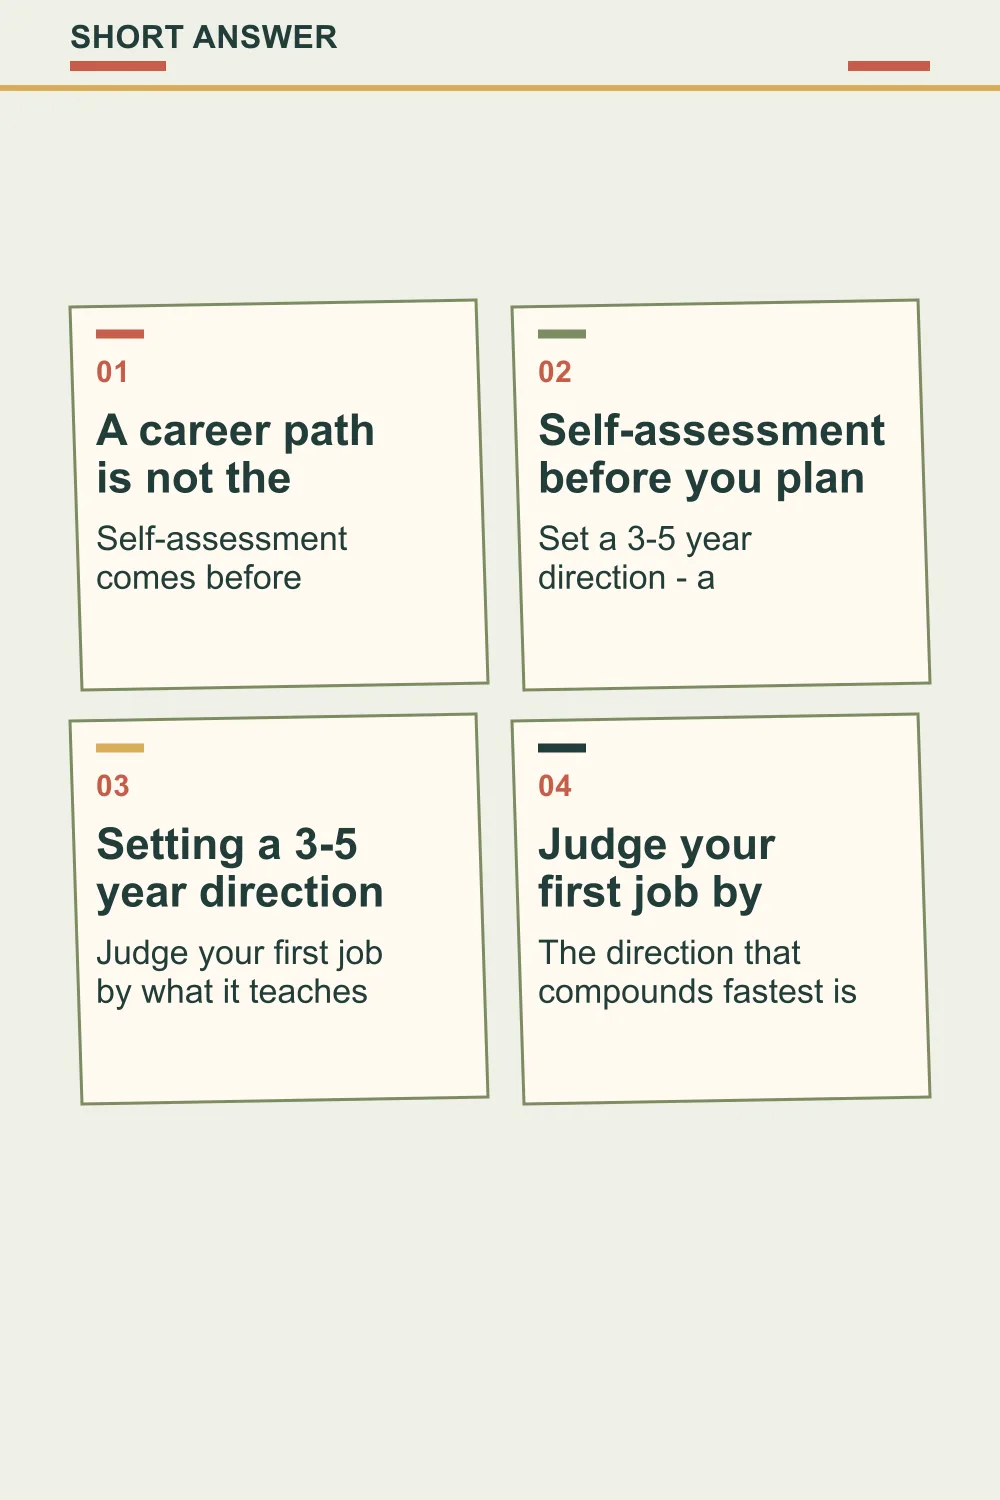 SHORT ANSWER
01
A career path
is not the
Self-assessment
comes before
02
Self-assessment
before you plan
Set a 3-5 year
direction - a
03
Setting a 3-5
year direction
Judge your first job
by what it teaches
04
Judge your
first job by
The direction that
compounds fastest is